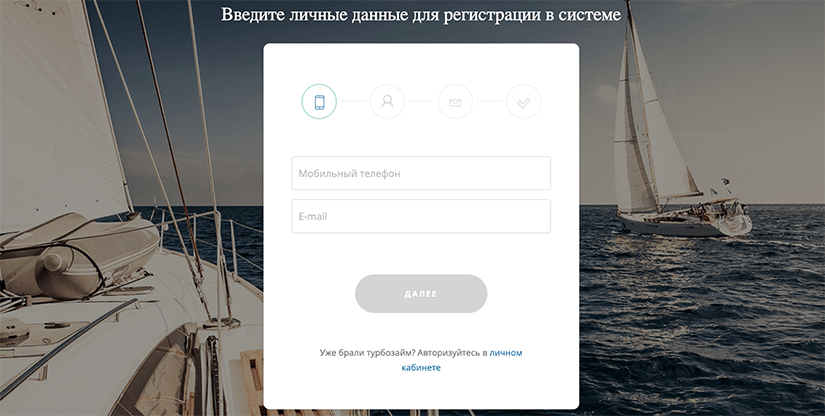 Введите личные данные для регистрации в системе
Мобильный телефон
E-mail
ДАЛЕЕ
Уже брали турбозайм? Авторизуйтесь в личном
кабинете